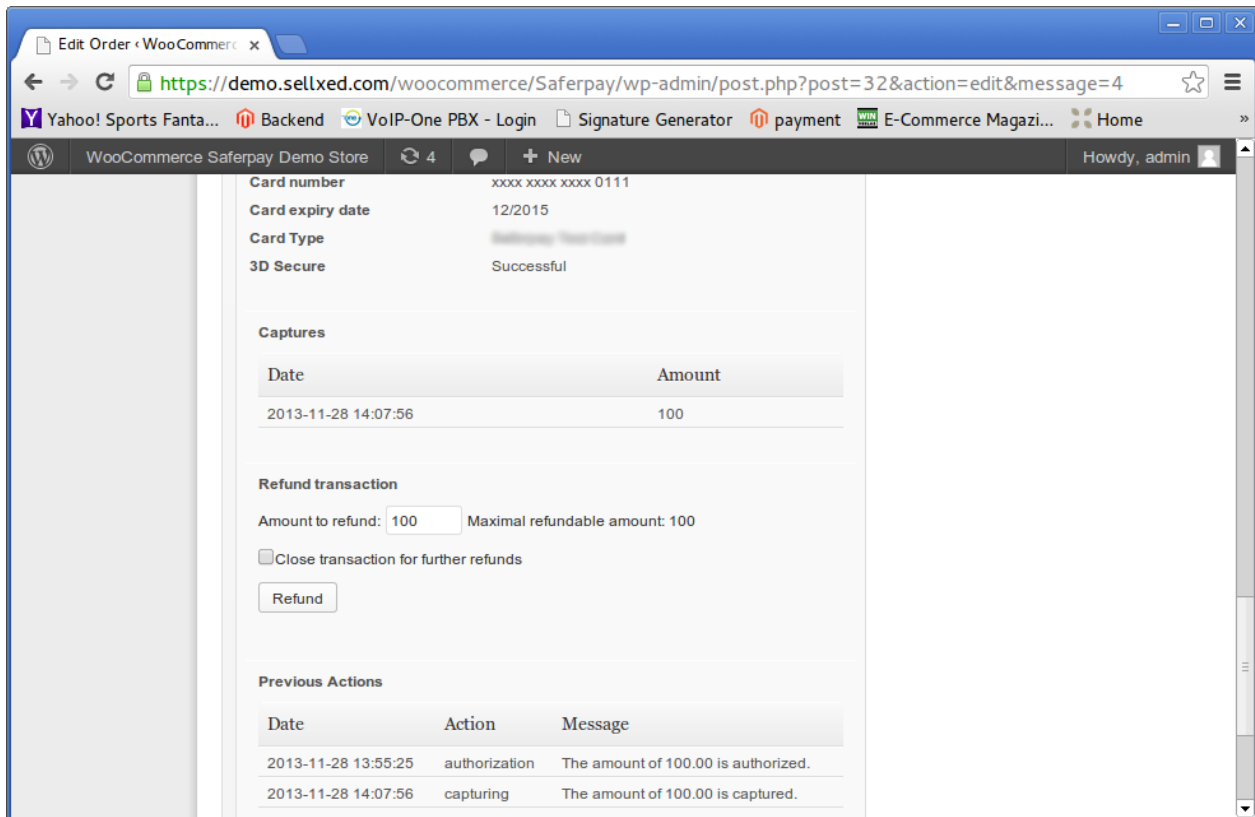 Edit Order ‹ WooCommerc
https://demo.sellxed.com/woocommerce/Saferpay/wp-admin/post.php?post=32&action=edit&message=4
Yahoo! Sports Fanta... Backend VoIP-One PBX - Login Signature Generator payment E-Commerce Magazi... Home »
WooCommerce Saferpay Demo Store 4 + New Howdy, admin
Card number xxxx xxxx xxxx 0111
Card expiry date 12/2015
Card Type
3D Secure Successful
Captures
Date Amount
2013-11-28 14:07:56 100
Refund transaction
Amount to refund: 100 Maximal refundable amount: 100
Close transaction for further refunds
Refund
Previous Actions
Date Action Message
2013-11-28 13:55:25 authorization The amount of 100.00 is authorized.
2013-11-28 14:07:56 capturing The amount of 100.00 is captured.